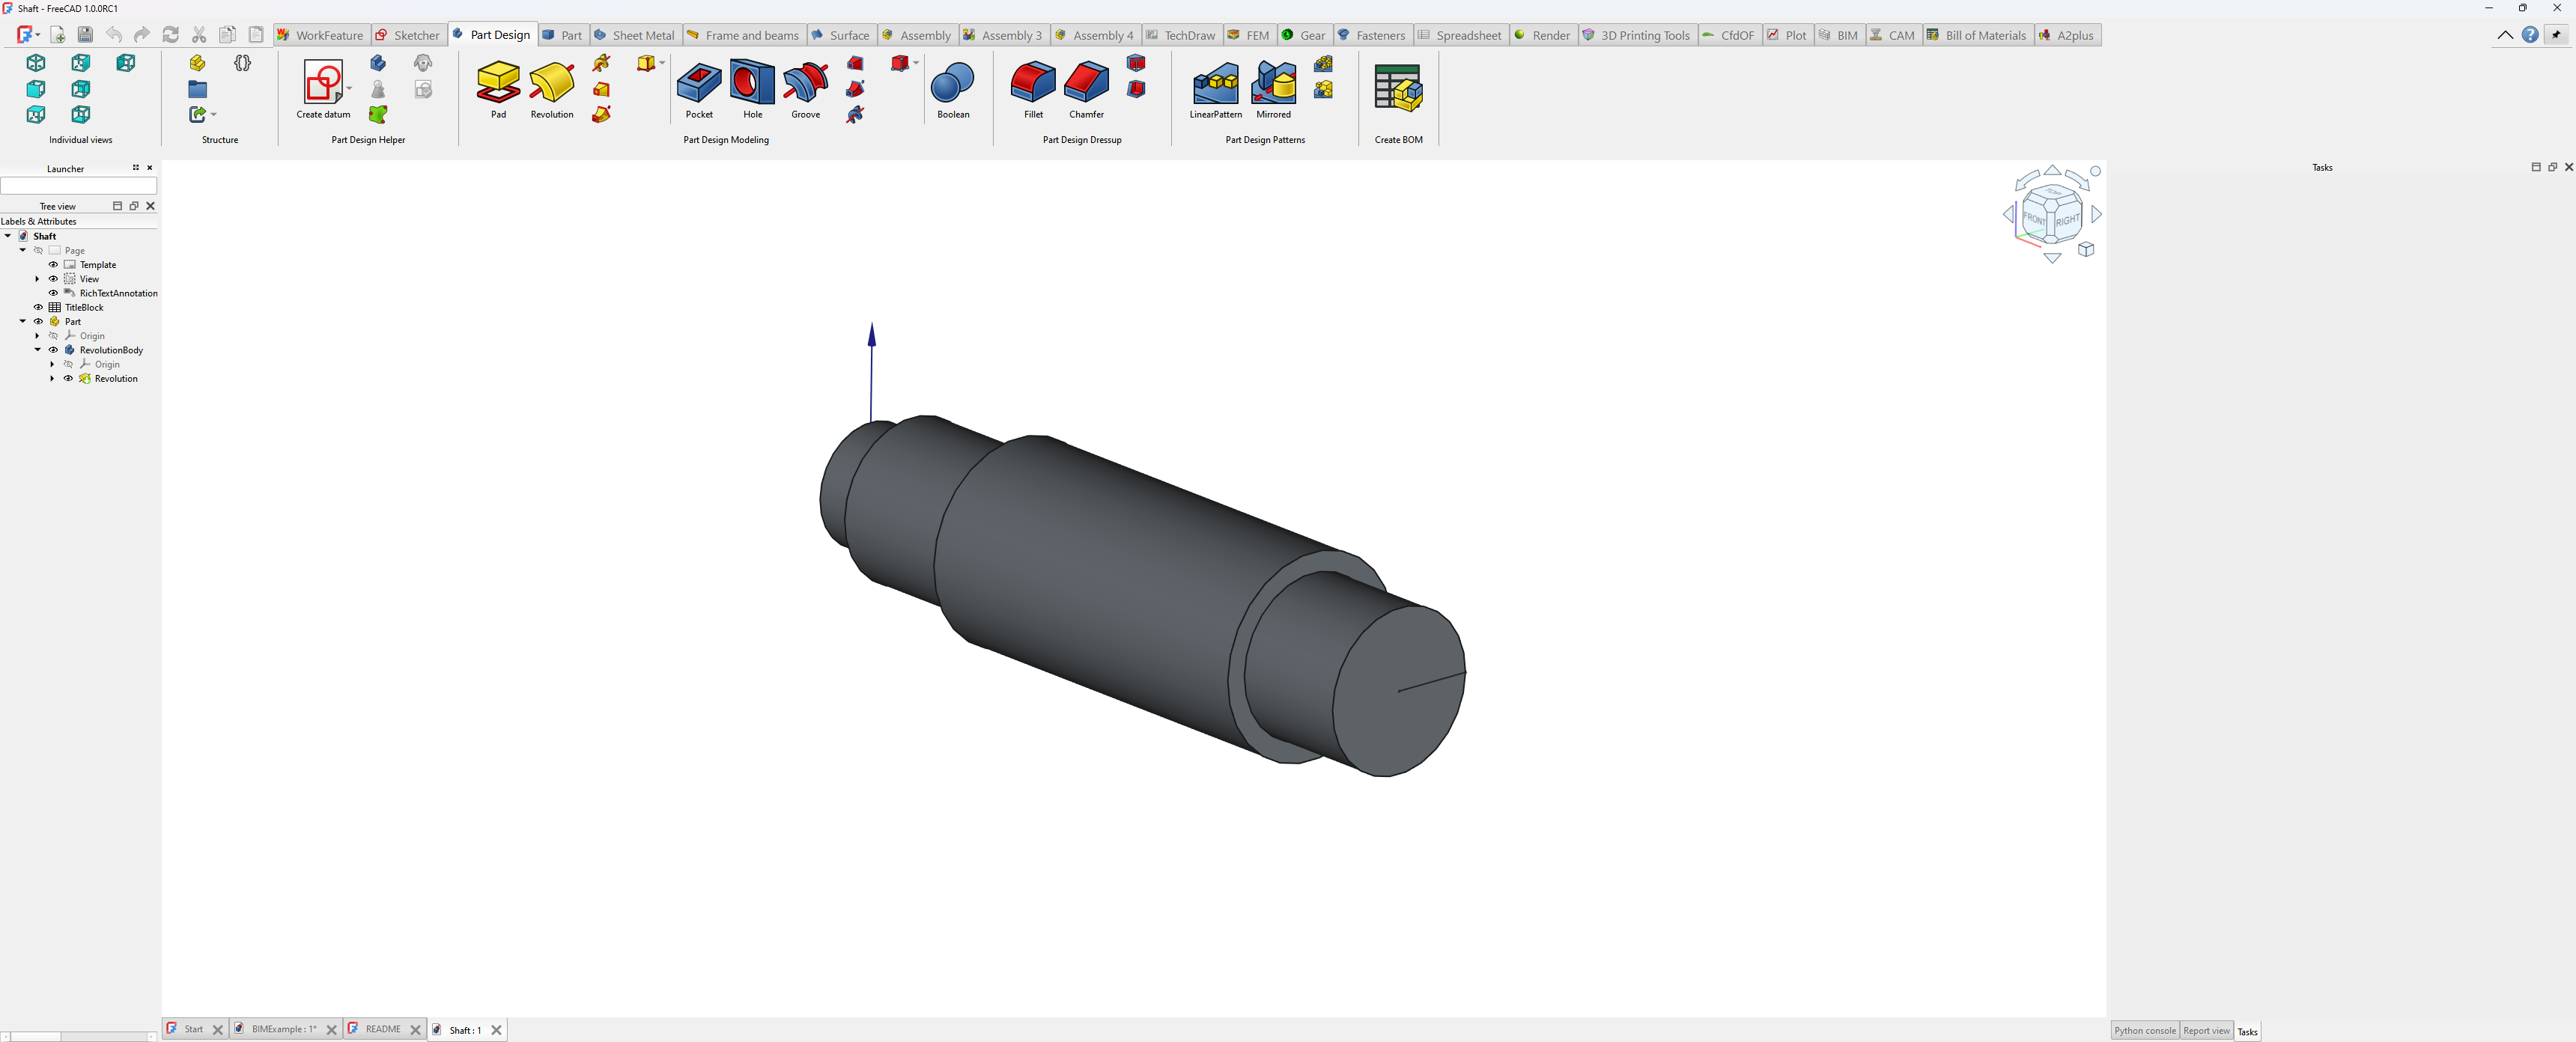 Shaft - FreeCAD 1.0.0RC1
WorkFeature Sketcher Part Design Part Sheet Metal Frame and beams Surface Assembly Assembly 3 Assembly 4 TechDraw FEM Gear Fasteners Spreadsheet Render 3D Printing Tools CfdOF Plot BIM CAM Bill of Materials A2plus
Create datum Pad Revolution Pocket Hole Groove Boolean Fillet Chamfer LinearPattern Mirrored
Individual views Structure Part Design Helper Part Design Modeling Part Design Dressup Part Design Patterns Create BOM
Launcher
Tree view
Labels & Attributes
Shaft
Page
Template
View
RichTextAnnotation
TitleBlock
Part
Origin
RevolutionBody
Origin
Revolution
TOP
FRONT RIGHT
Tasks
Start BIMExample : 1* README Shaft : 1
Python console Report view Tasks